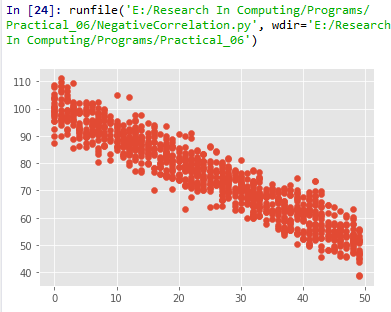 In [24]: runfile('E:/Research In Computing/Programs/
Practical_06/NegativeCorrelation.py', wdir='E:/Research
In Computing/Programs/Practical_06')
110
100
90
80
70
60
50
40
0 10 20 30 40 50